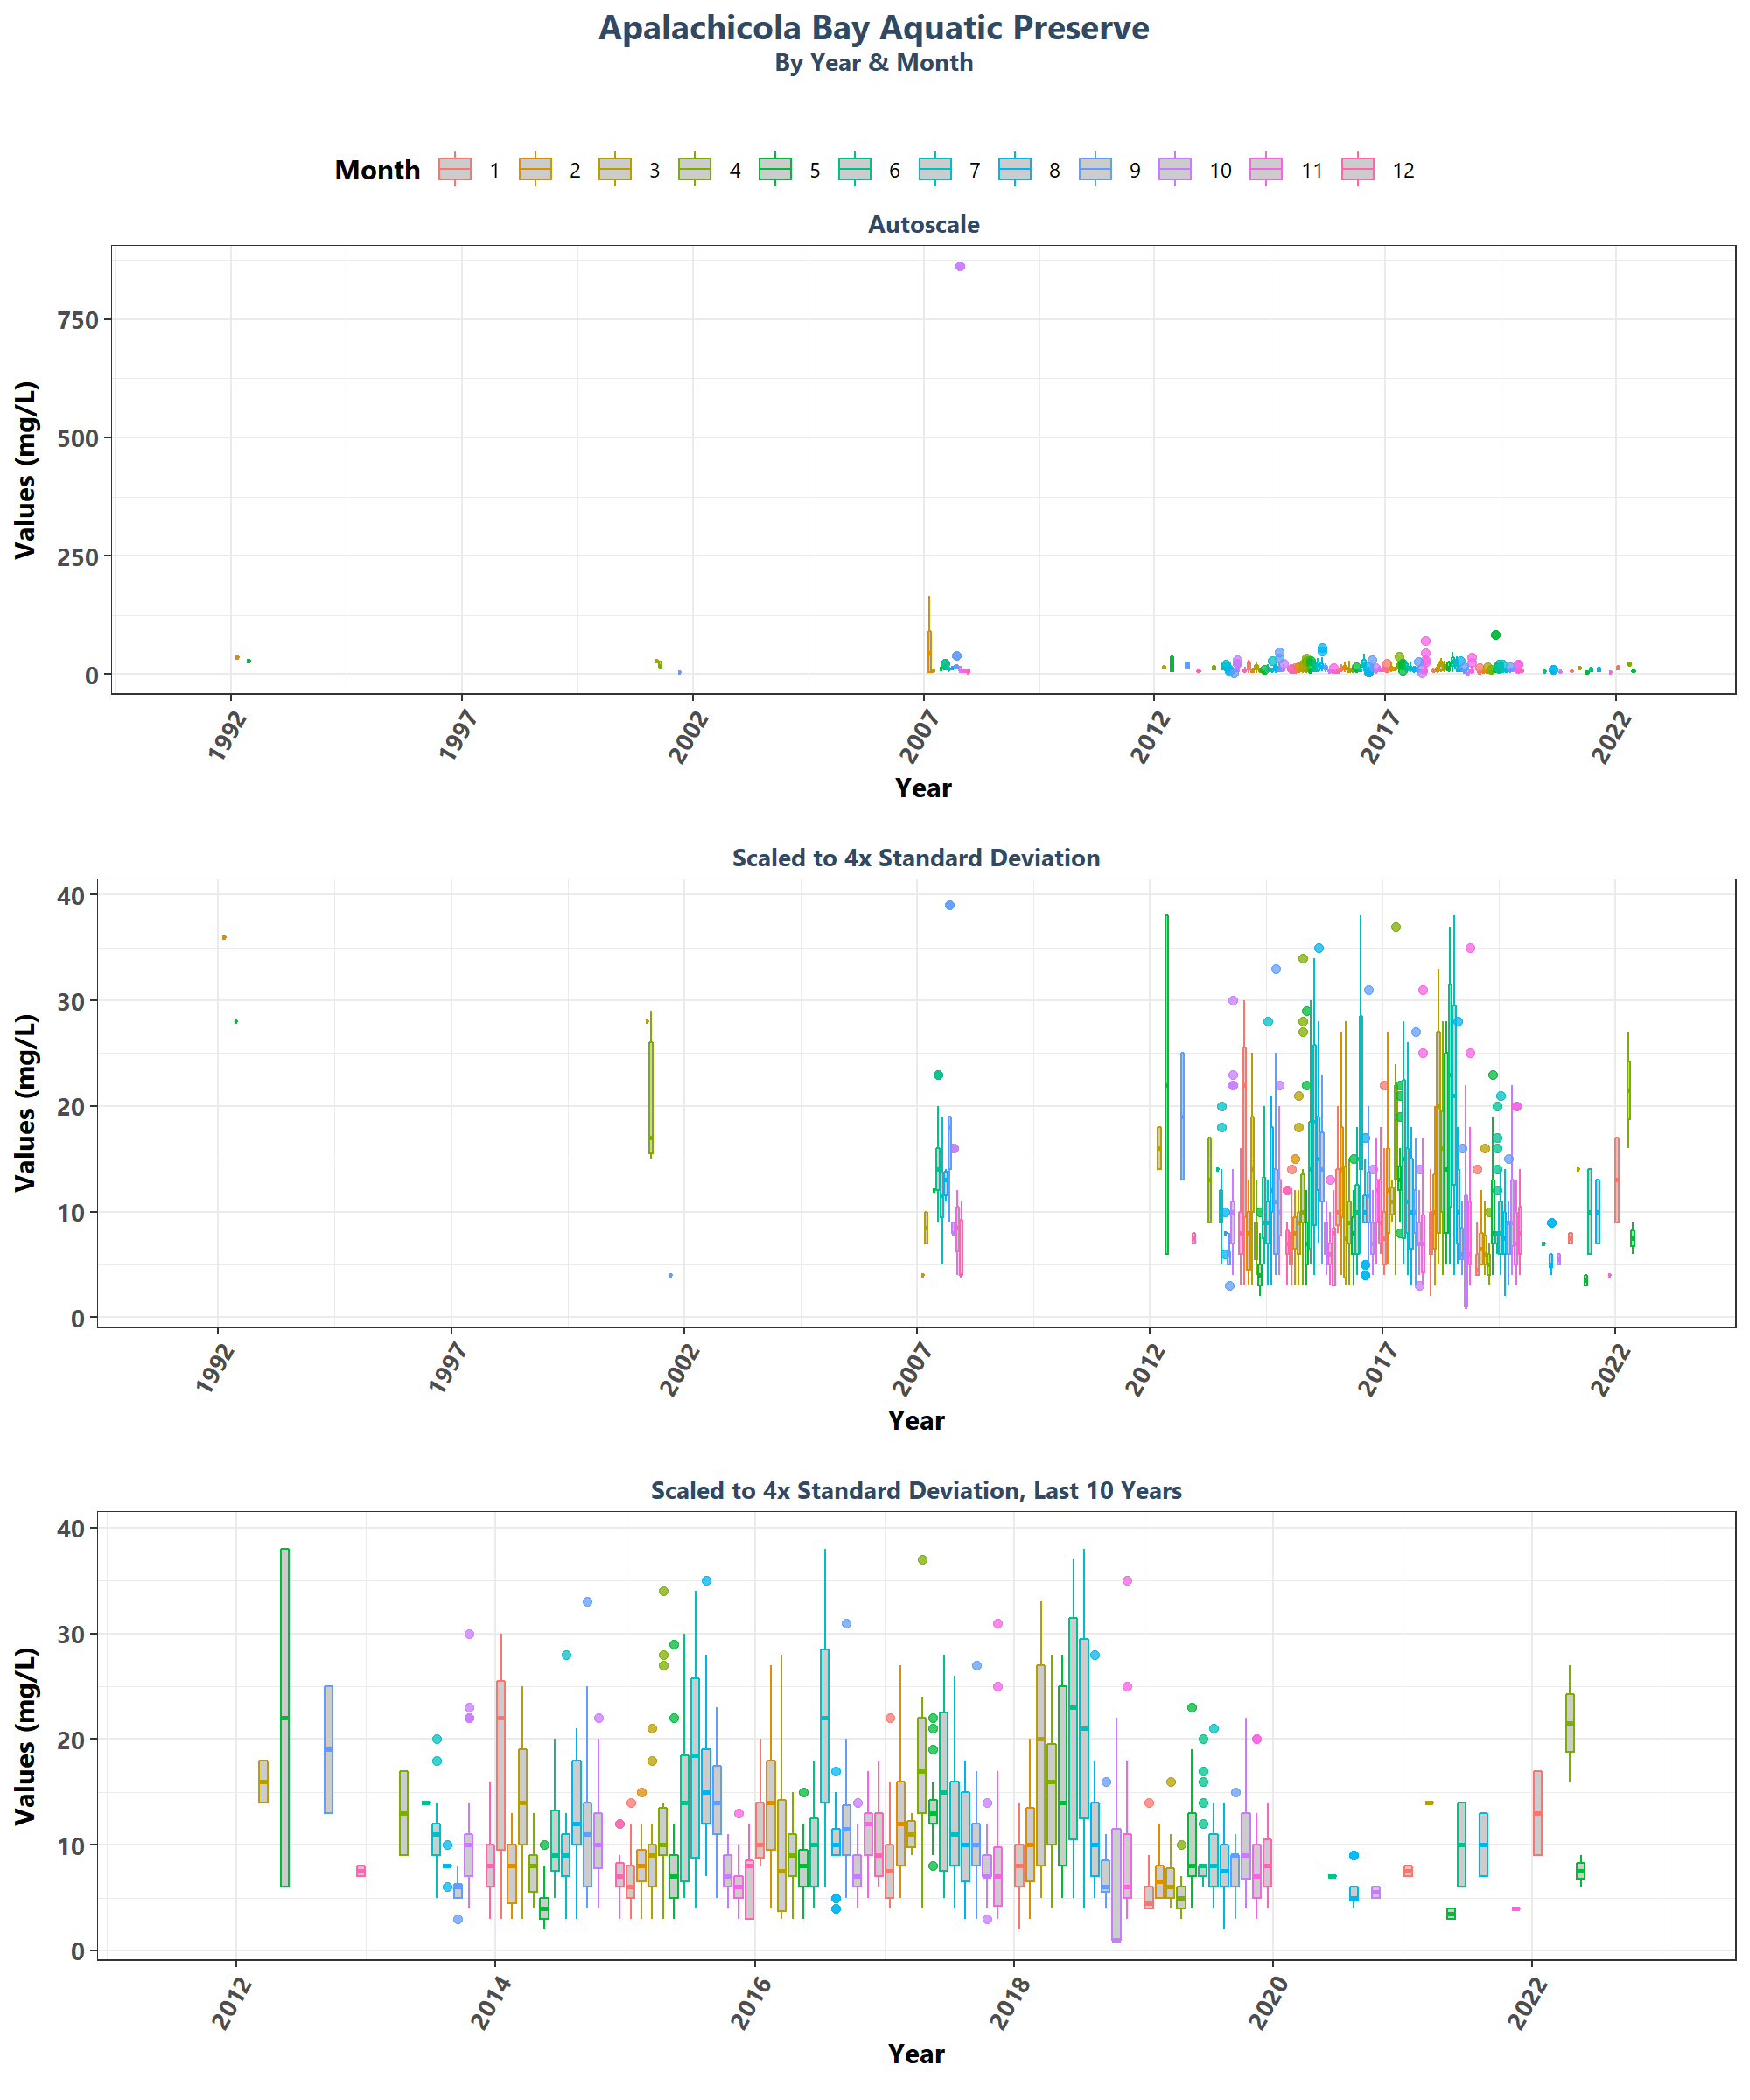 Apalachicola Bay Aquatic Preserve
By Year & Month
Month 1 2 3 4 5 6 7 8 9 10 11 12
Autoscale
Values (mg/L)
750
500
250
0
1992 1997 2002 2007 2012 2017 2022
Year
Scaled to 4x Standard Deviation
Values (mg/L)
40
30
20
10
0
1992 1997 2002 2007 2012 2017 2022
Year
Scaled to 4x Standard Deviation, Last 10 Years
Values (mg/L)
40
30
20
10
0
2012 2014 2016 2018 2020 2022
Year